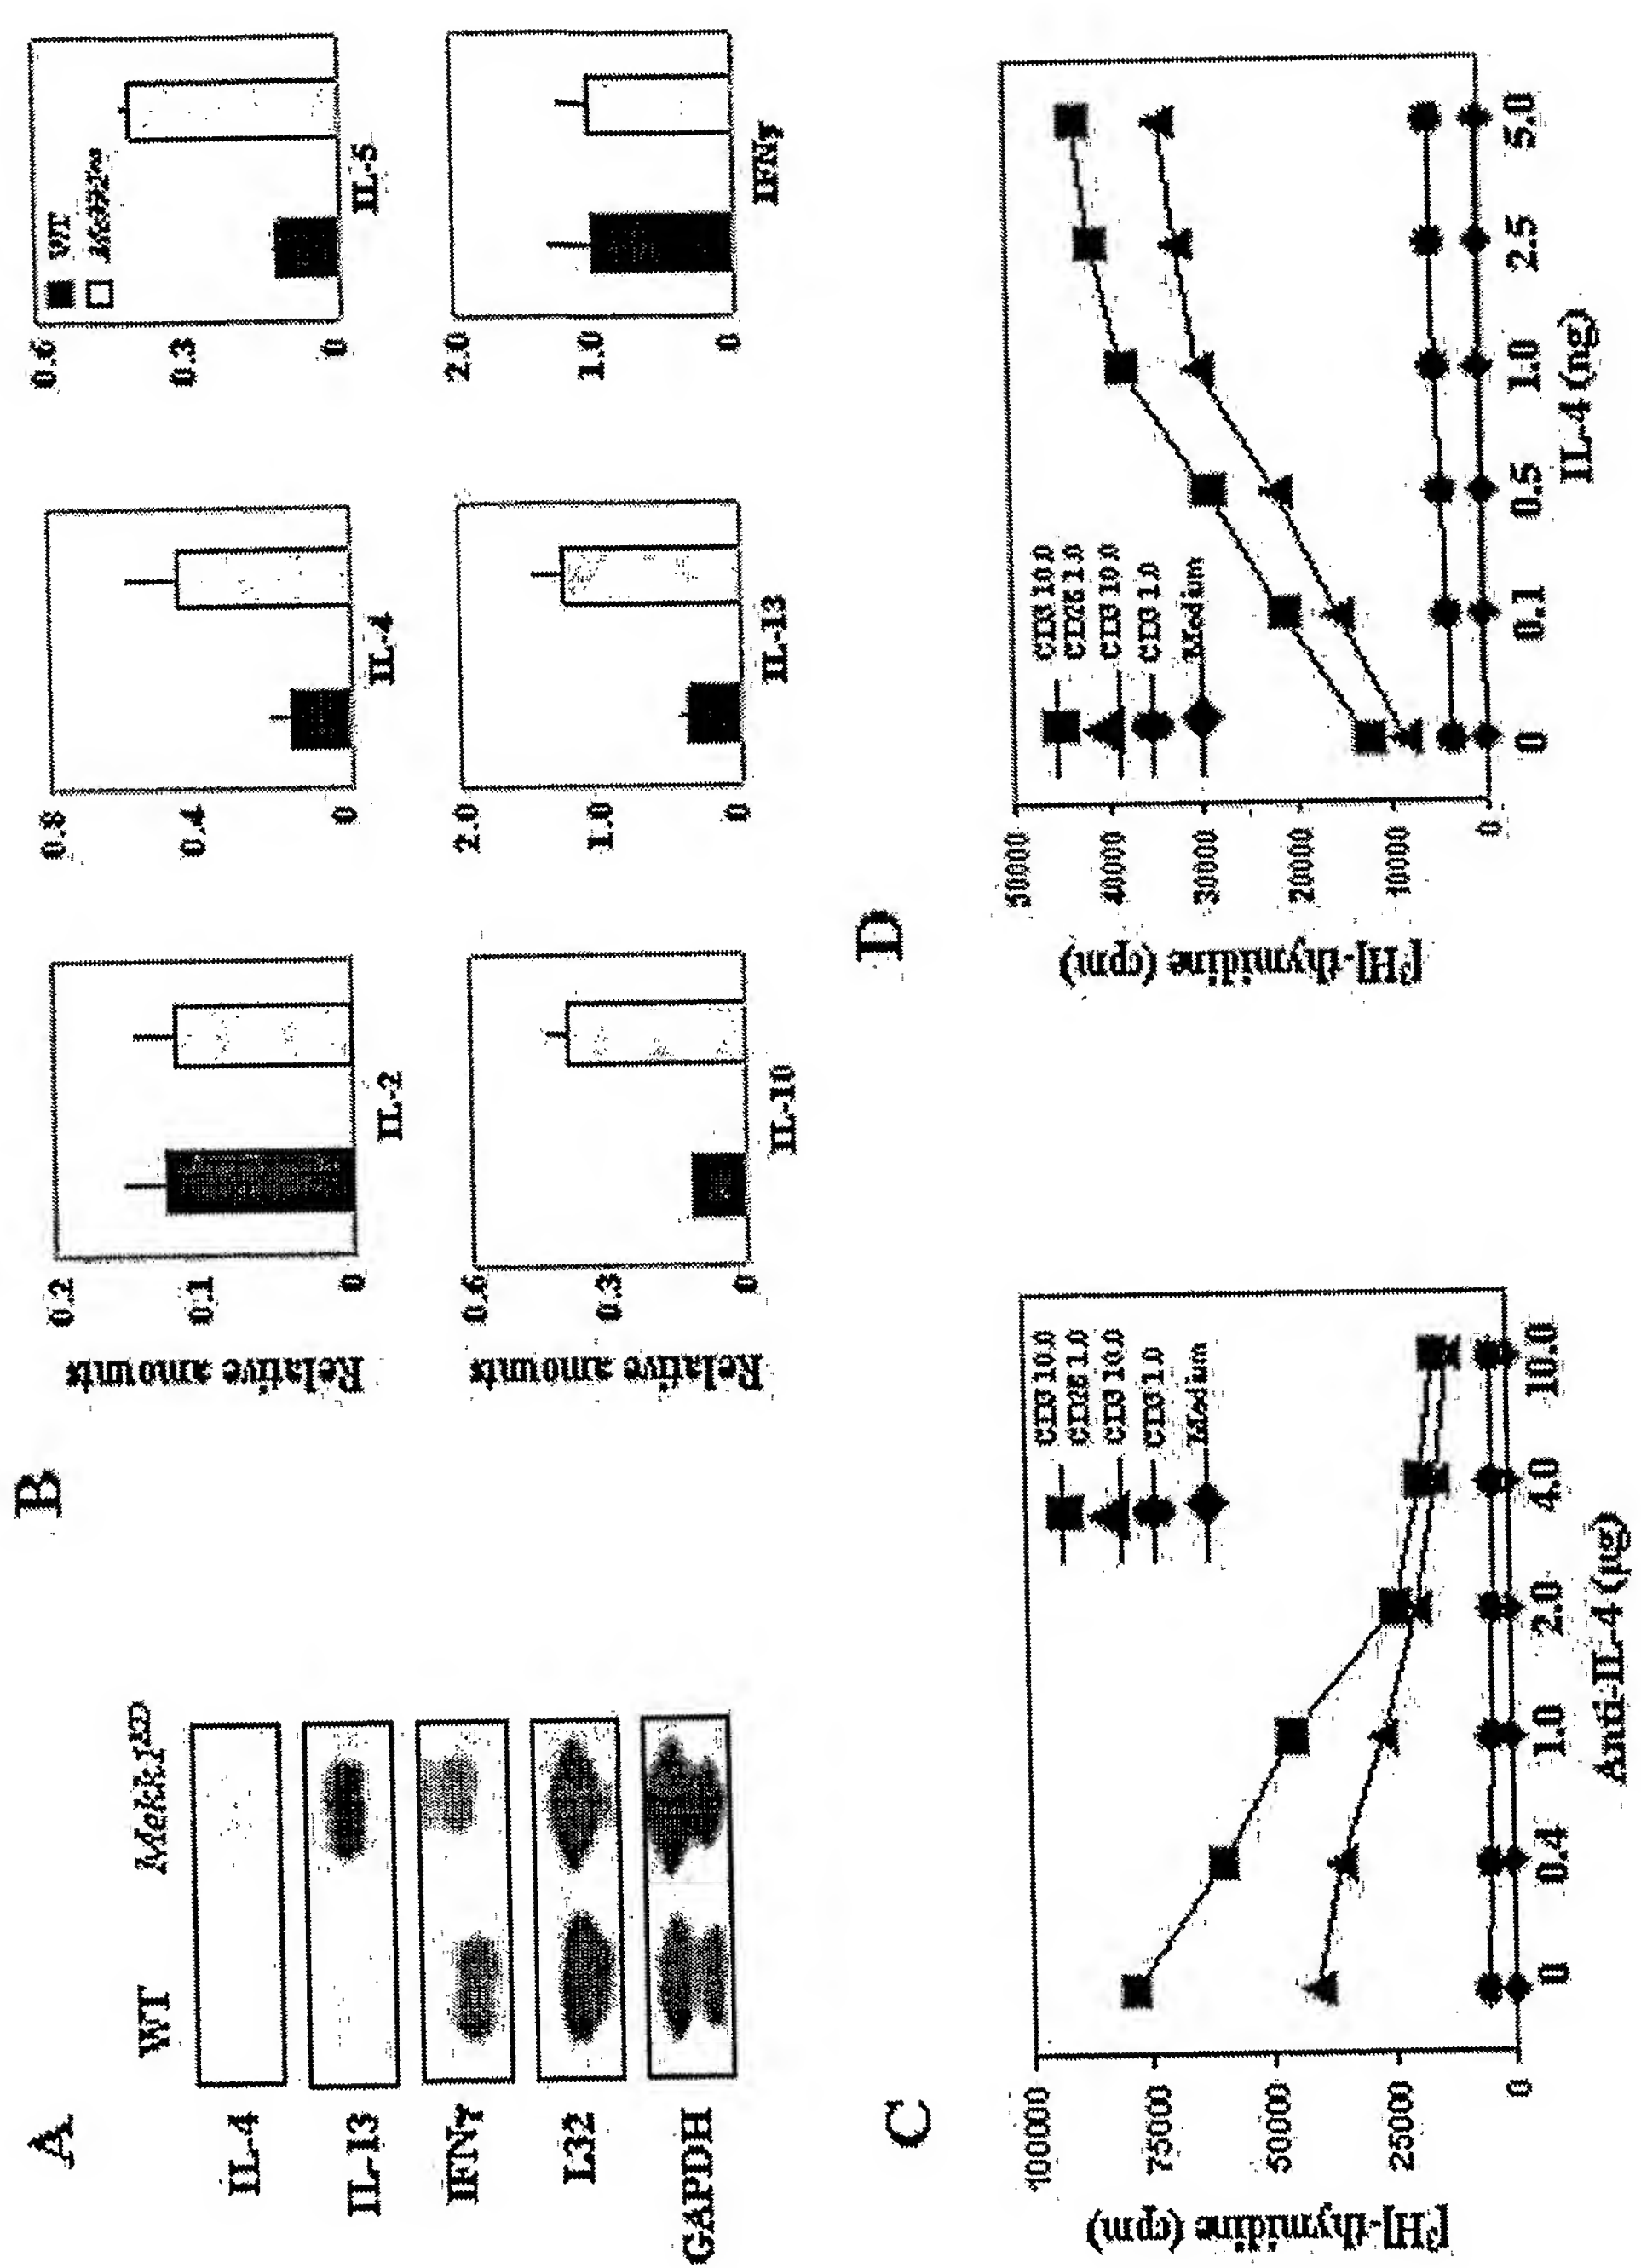 A
WT
Mekk1KD
IL-4
IL-13
IFNγ
L32
GAPDH
B
Relative amounts
0.2
0.1
0
IL-2
0.8
0.4
0
IL-4
0.6
0.3
0
WT
IL-5
Relative amounts
0.6
0.3
0
IL-10
2.0
1.0
0
IL-13
2.0
1.0
0
IFNγ
C
[3H]-thymidine (cpm)
100000
75000
50000
25000
0
CD3 10.0
CD28 1.0
CD3 10.0
CD3 1.0
Medium
0 0.4 1.0 2.0 4.0 10.0
Anti-IL-4 (µg)
D
[3H]-thymidine (cpm)
50000
40000
30000
20000
10000
0
CD3 10.0
CD28 1.0
CD3 10.0
CD3 1.0
Medium
0 0.1 0.5 1.0 2.5 5.0
IL-4 (ng)